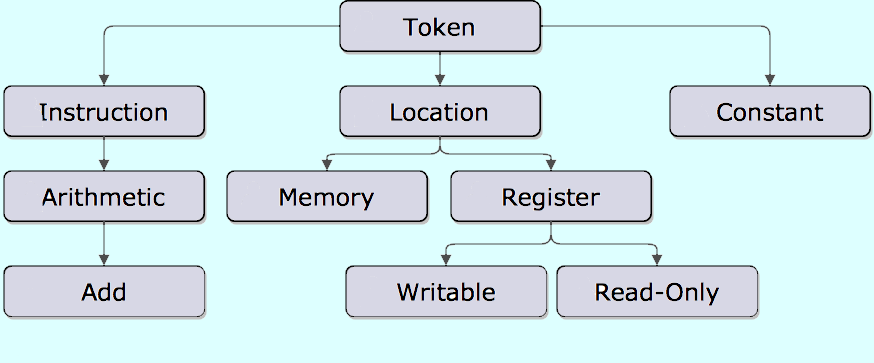 Token
Instruction
Location
Constant
Arithmetic
Memory
Register
Add
Writable
Read-Only